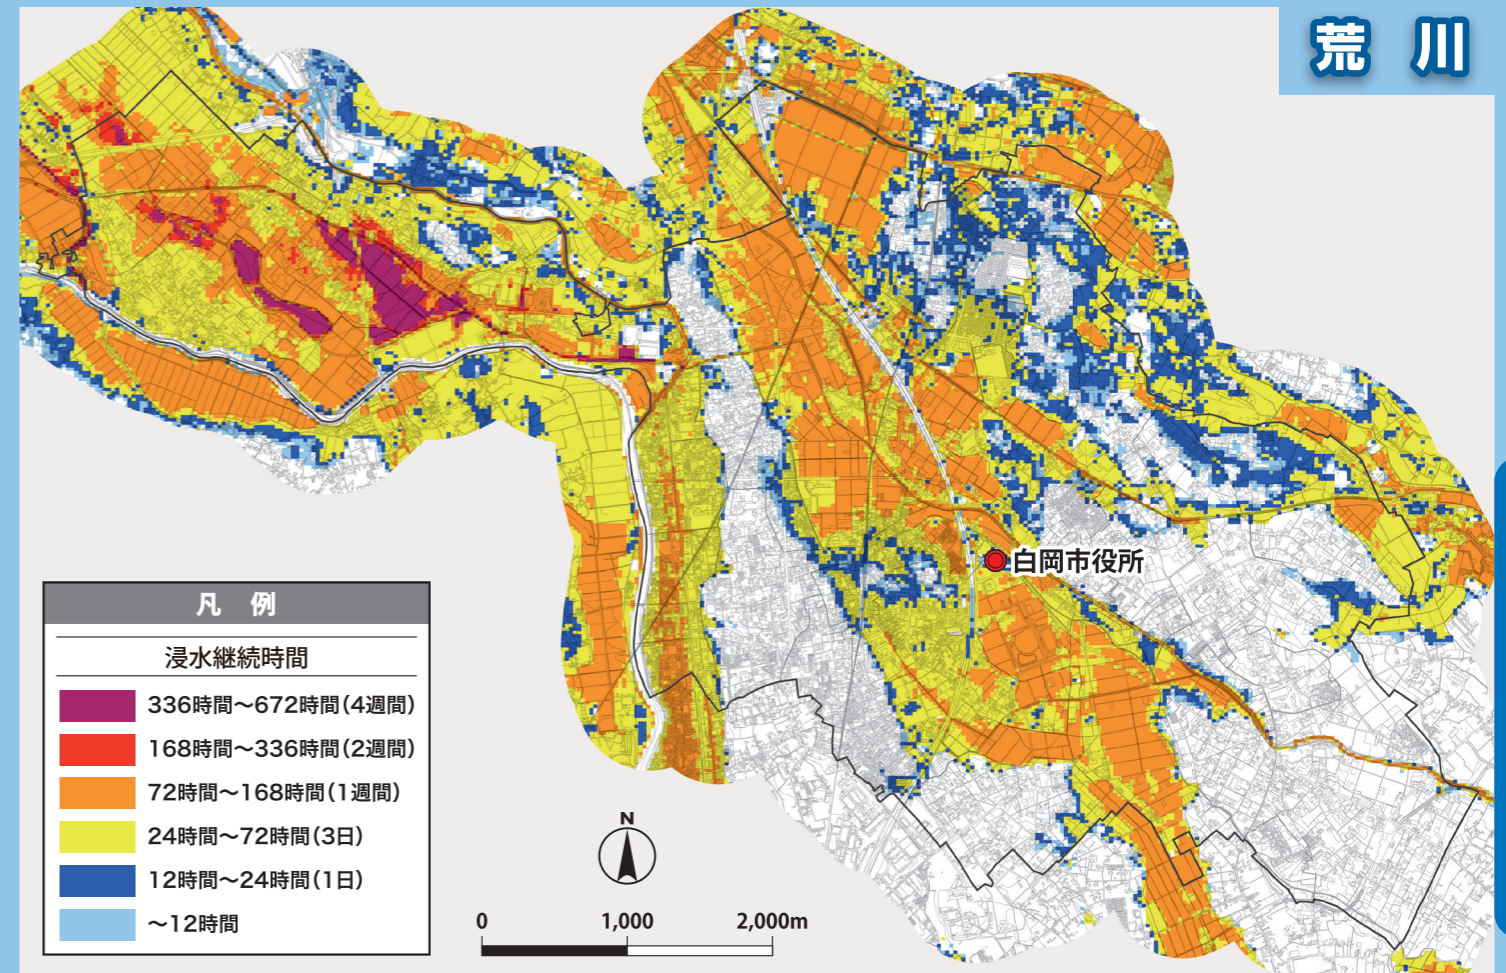 荒 川
白岡市役所
凡 例
浸水継続時間
336時間～672時間(4週間)
168時間～336時間(2週間)
72時間～168時間(1週間)
24時間～72時間(3日)
12時間～24時間(1日)
～12時間
N
0 1,000 2,000m